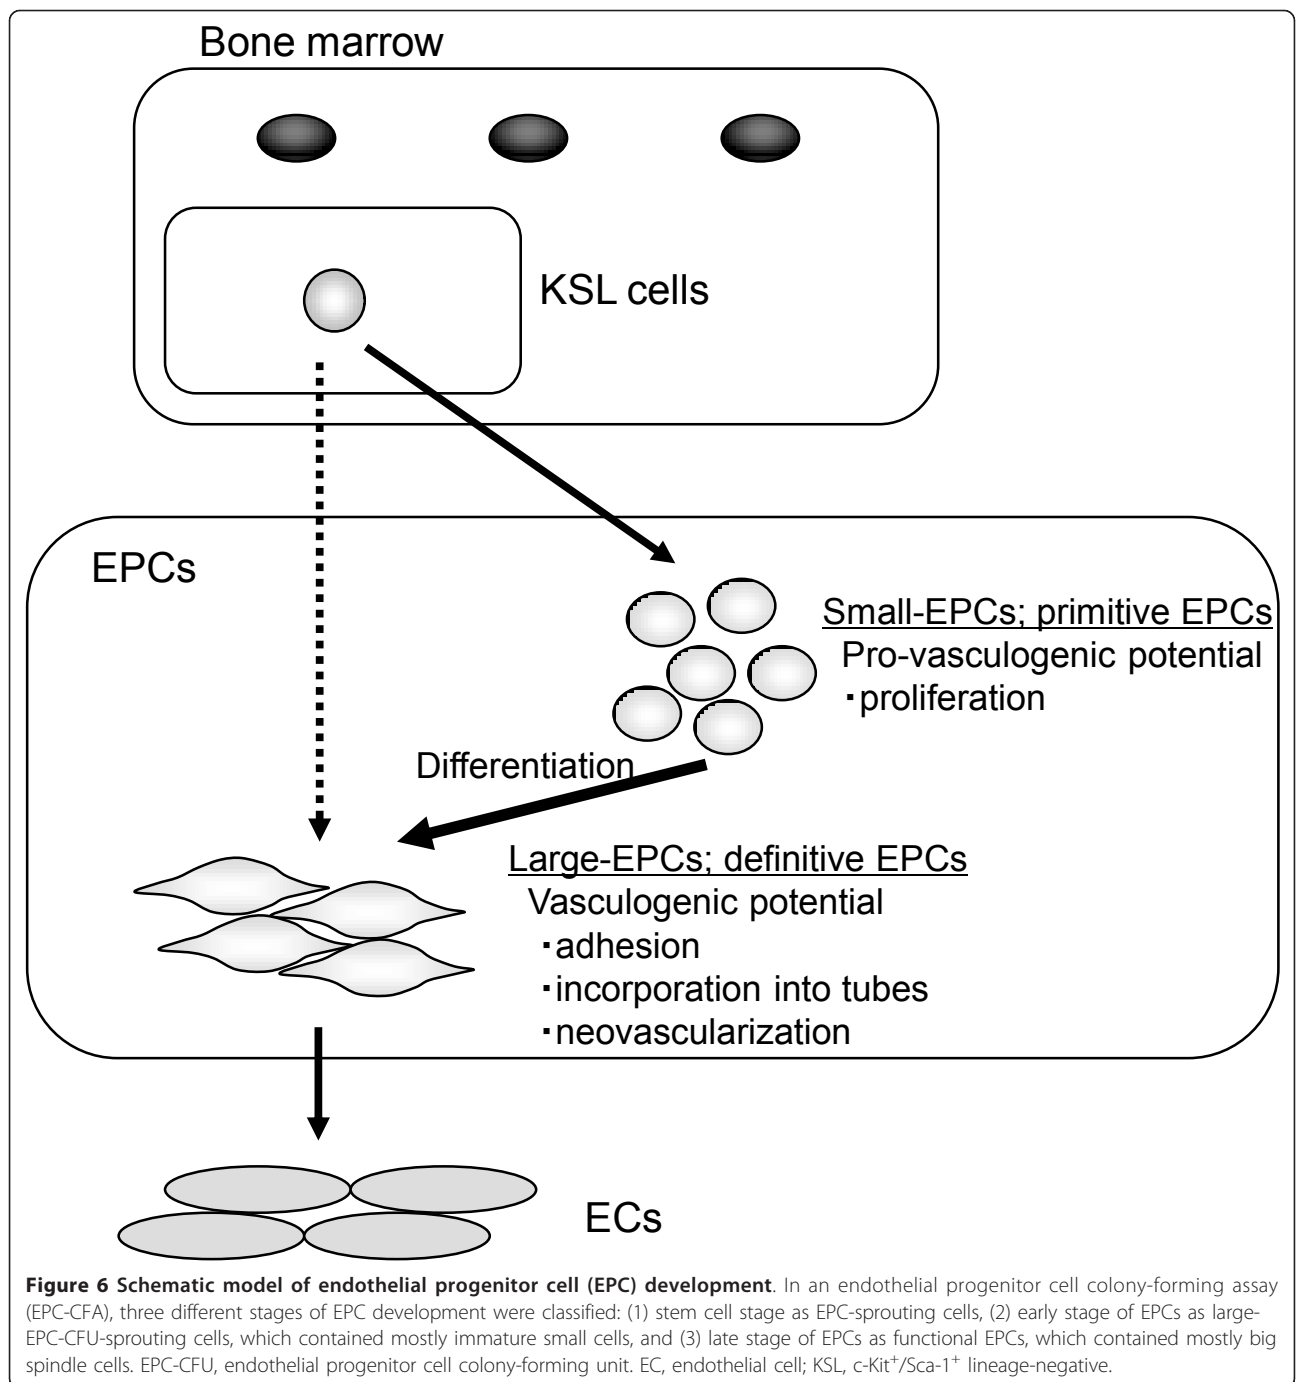 Bone marrow
KSL cells
EPCs
Small-EPCs; primitive EPCs
Pro-vasculogenic potential
・proliferation
Differentiation
Large-EPCs; definitive EPCs
Vasculogenic potential
・adhesion
・incorporation into tubes
・neovascularization
ECs
Figure 6 Schematic model of endothelial progenitor cell (EPC) development. In an endothelial progenitor cell colony-forming assay
(EPC-CFA), three different stages of EPC development were classified: (1) stem cell stage as EPC-sprouting cells, (2) early stage of EPCs as large-
EPC-CFU-sprouting cells, which contained mostly immature small cells, and (3) late stage of EPCs as functional EPCs, which contained mostly big
spindle cells. EPC-CFU, endothelial progenitor cell colony-forming unit. EC, endothelial cell; KSL, c-Kit⁺/Sca-1⁺ lineage-negative.